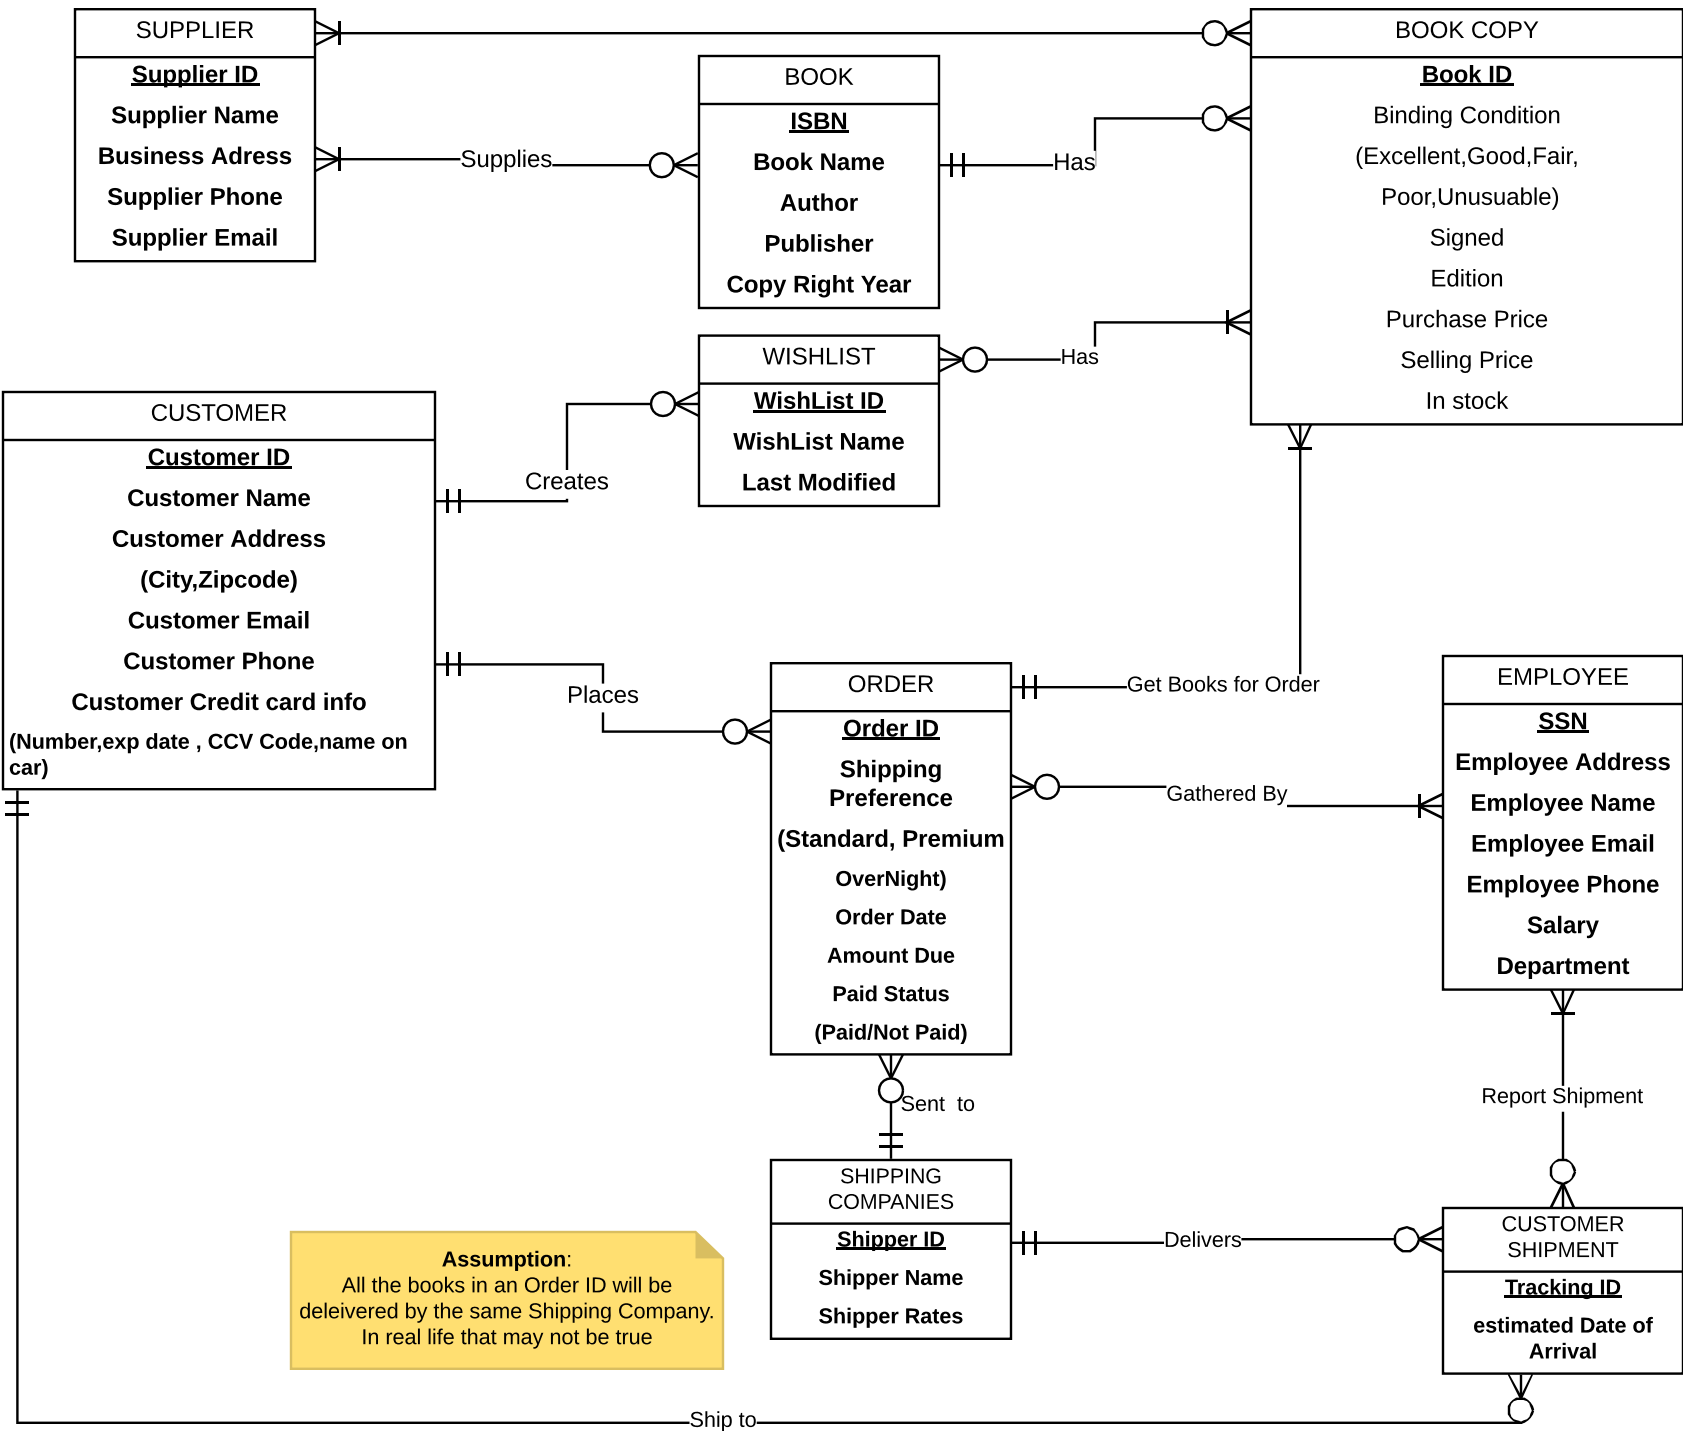 SUPPLIER
Supplier ID
Supplier Name
Business Adress
Supplier Phone
Supplier Email
Supplies
BOOK
ISBN
Book Name
Author
Publisher
Copy Right Year
Has
BOOK COPY
Book ID
Binding Condition
(Excellent,Good,Fair,
Poor,Unusuable)
Signed
Edition
Purchase Price
Selling Price
In stock
WISHLIST
WishList ID
WishList Name
Last Modified
Has
CUSTOMER
Customer ID
Customer Name
Customer Address
(City,Zipcode)
Customer Email
Customer Phone
Customer Credit card info
(Number,exp date , CCV Code,name on
car)
Creates
Places
ORDER
Order ID
Shipping
Preference
(Standard, Premium
OverNight)
Order Date
Amount Due
Paid Status
(Paid/Not Paid)
Get Books for Order
Gathered By
EMPLOYEE
SSN
Employee Address
Employee Name
Employee Email
Employee Phone
Salary
Department
Sent to
Report Shipment
SHIPPING
COMPANIES
Shipper ID
Shipper Name
Shipper Rates
Delivers
CUSTOMER
SHIPMENT
Tracking ID
estimated Date of
Arrival
Assumption:
All the books in an Order ID will be
deleivered by the same Shipping Company.
In real life that may not be true
Ship to